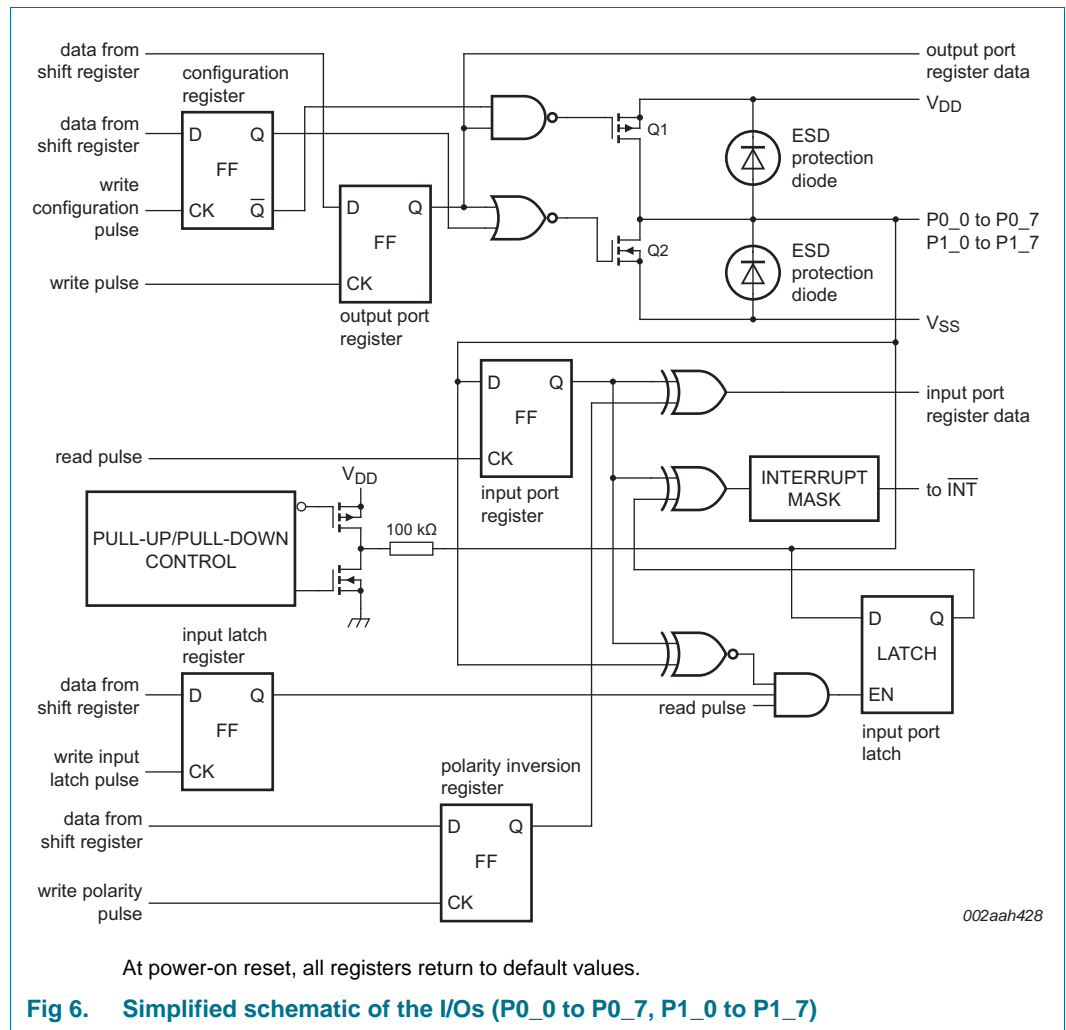 data from
shift register
configuration
register
output port
register data
VDD
data from
shift register
D
Q
FF
write
configuration
pulse
CK
Q̅
Q1
ESD
protection
diode
D
Q
FF
CK
write pulse
output port
register
Q2
P0_0 to P0_7
P1_0 to P1_7
ESD
protection
diode
VSS
D
Q
FF
CK
read pulse
input port
register
input port
register data
INTERRUPT
MASK
to I̅N̅T̅
VDD
PULL-UP/PULL-DOWN
CONTROL
100 kΩ
input latch
register
data from
shift register
D
Q
FF
write input
latch pulse
CK
read pulse
D
Q
LATCH
EN
input port
latch
polarity inversion
register
data from
shift register
D
Q
FF
write polarity
pulse
CK
002aah428
At power-on reset, all registers return to default values.
Fig 6. Simplified schematic of the I/Os (P0_0 to P0_7, P1_0 to P1_7)